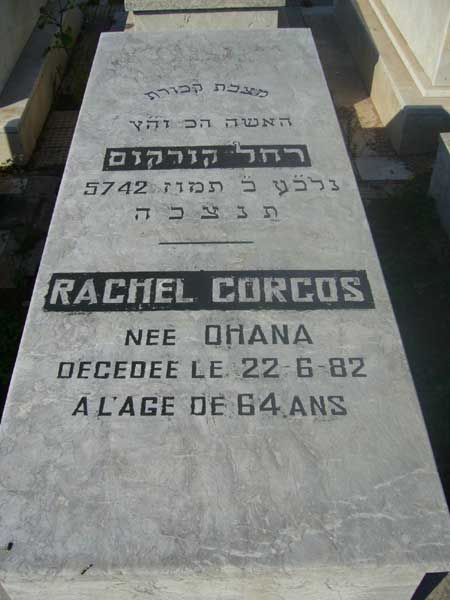 מצבת קבורת
האשה הכ' והצ'
רחל קורקוס
נלב"ע ב' תמוז 5742
ת נ צ ב ה
RACHEL CORCOS
NEE OHANA
DECEDEE LE 22-6-82
A L'AGE DE 64 ANS